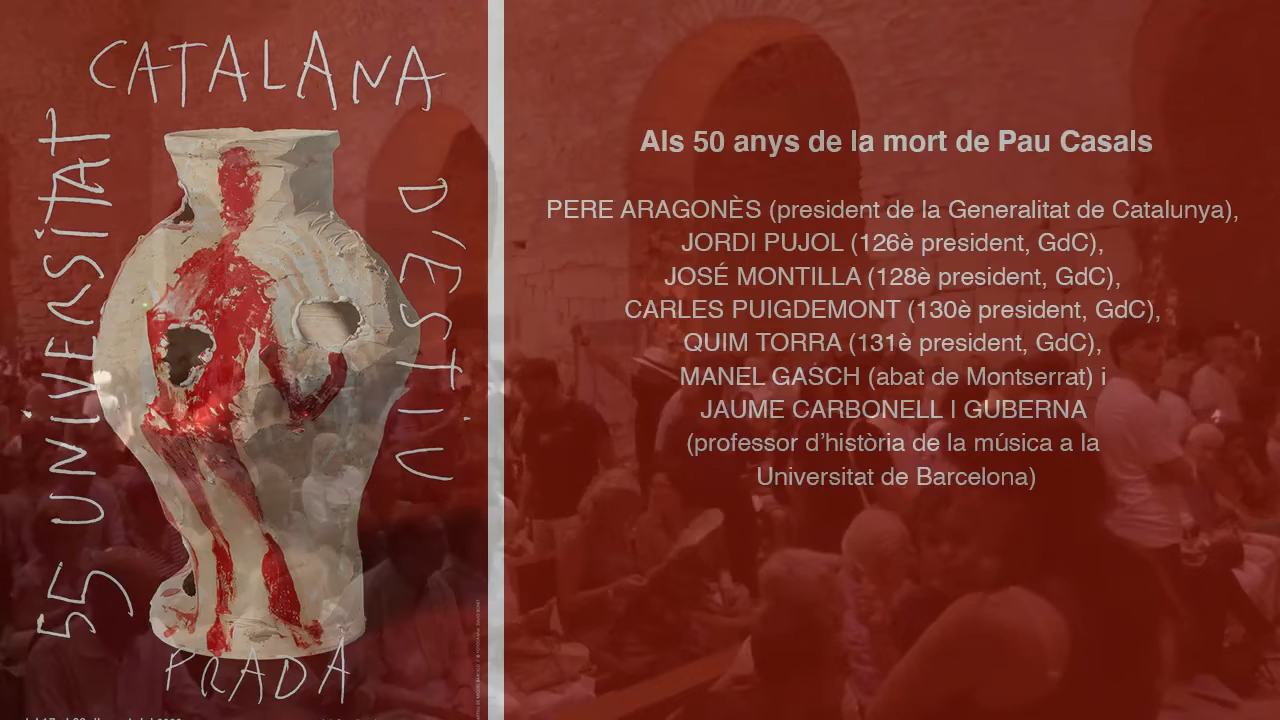 CATALANA
55 UNIVERSITAT
D'ESTIU
PRADA
Als 50 anys de la mort de Pau Casals
PERE ARAGONÈS (president de la Generalitat de Catalunya),
JORDI PUJOL (126è president, GdC),
JOSÉ MONTILLA (128è president, GdC),
CARLES PUIGDEMONT (130è president, GdC),
QUIM TORRA (131è president, GdC),
MANEL GASCH (abat de Montserrat) i
JAUME CARBONELL I GUBERNA
(professor d’història de la música a la
Universitat de Barcelona)